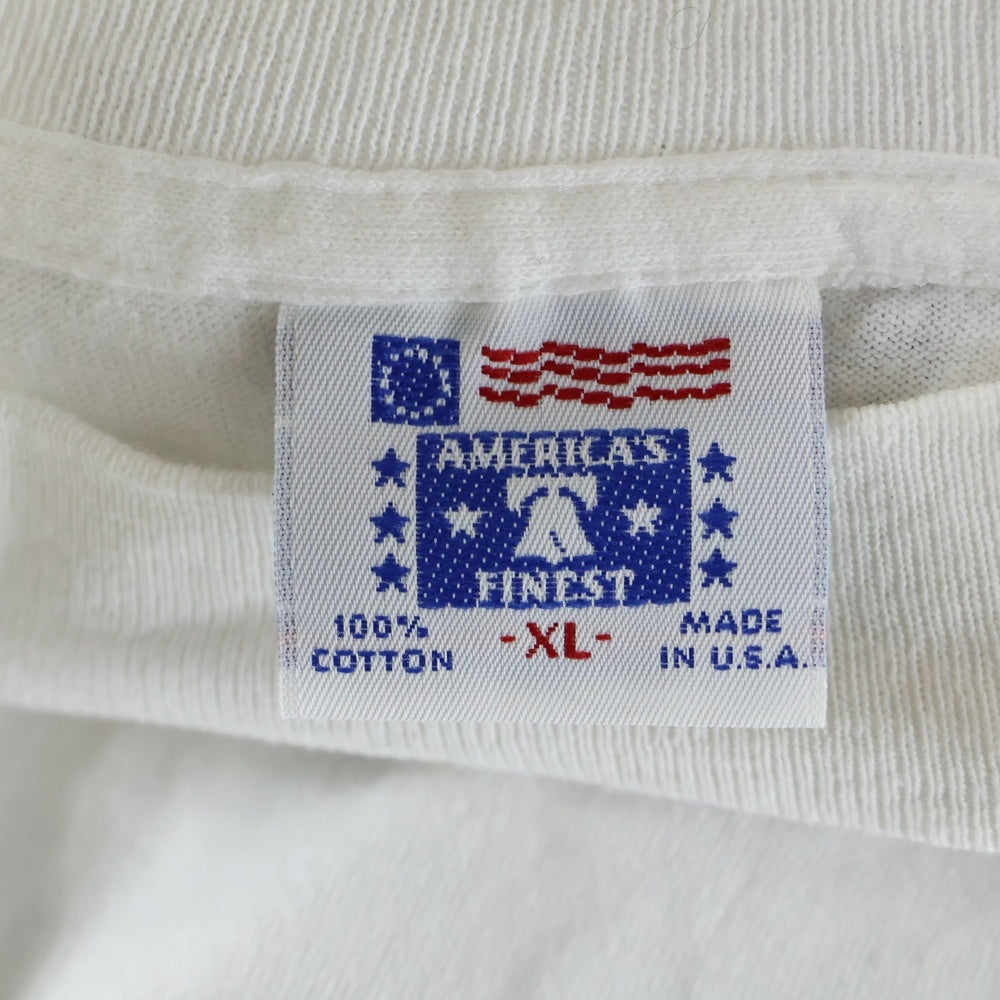 AMERICA'S
FINEST
100%
COTTON
-XL-
MADE
IN U.S.A.